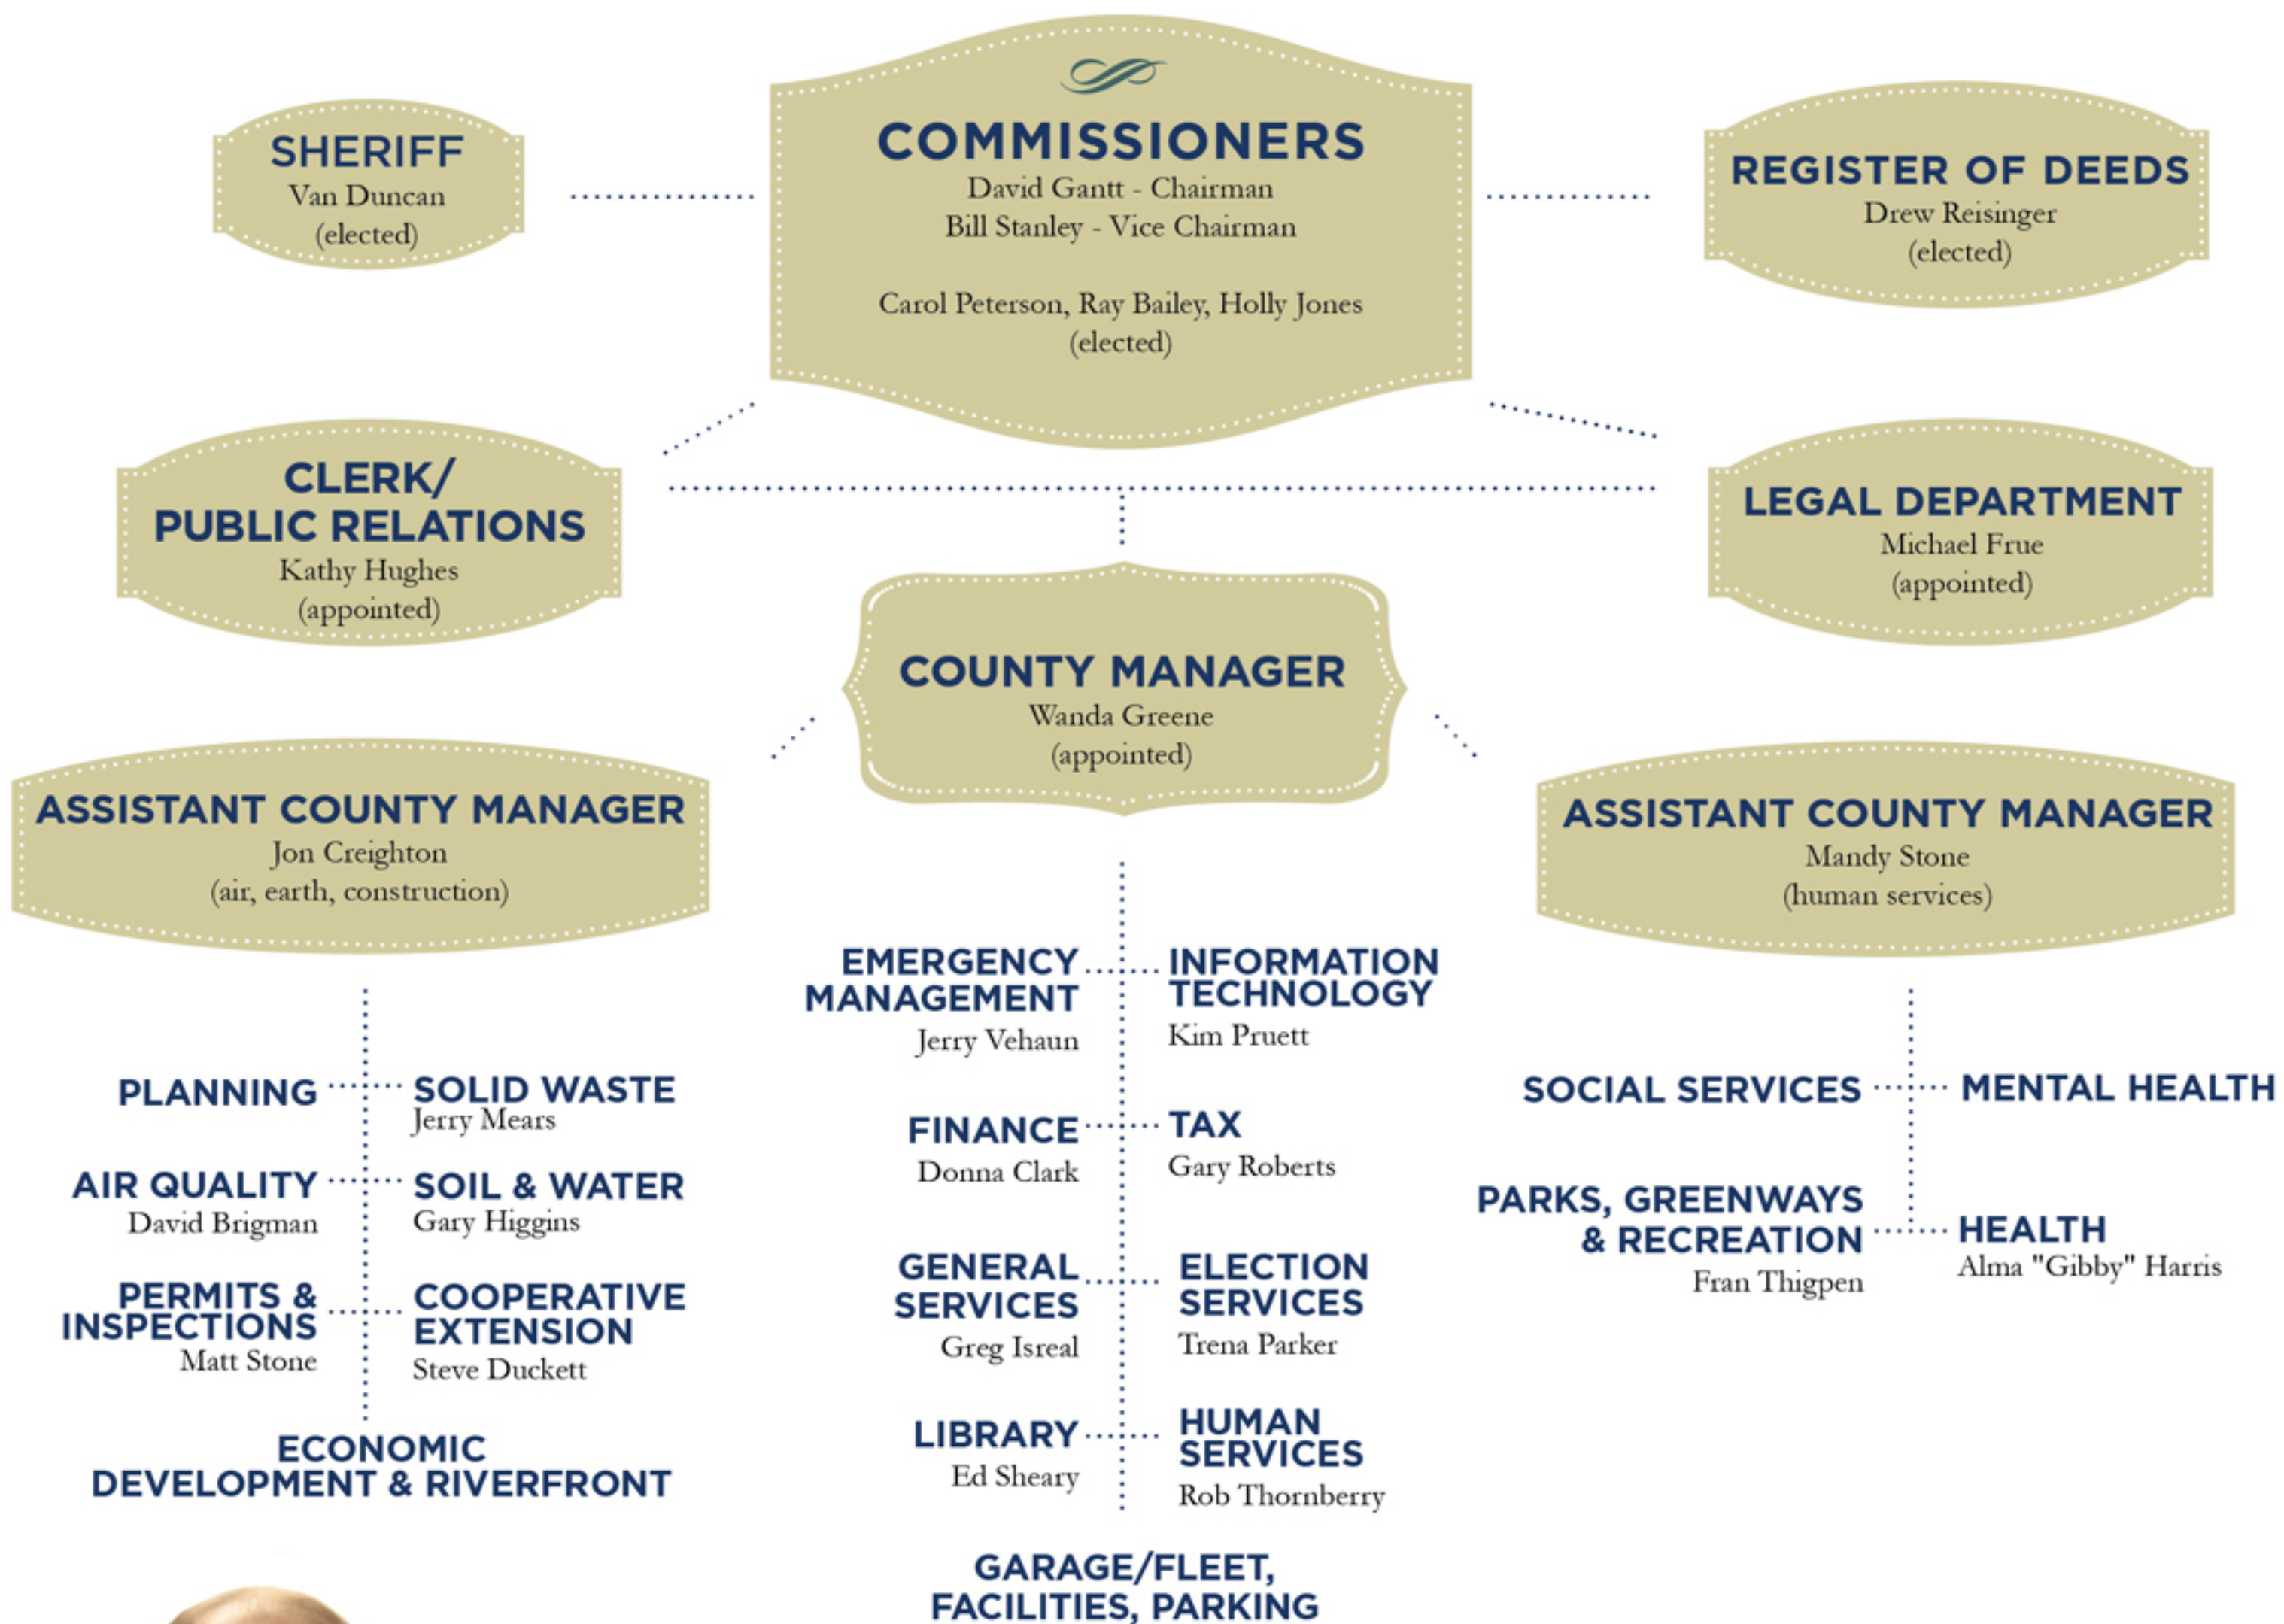 COMMISSIONERS
David Gantt - Chairman
Bill Stanley - Vice Chairman
Carol Peterson, Ray Bailey, Holly Jones
(elected)
SHERIFF
Van Duncan
(elected)
REGISTER OF DEEDS
Drew Reisinger
(elected)
CLERK/
PUBLIC RELATIONS
Kathy Hughes
(appointed)
LEGAL DEPARTMENT
Michael Frue
(appointed)
COUNTY MANAGER
Wanda Greene
(appointed)
ASSISTANT COUNTY MANAGER
Jon Creighton
(air, earth, construction)
ASSISTANT COUNTY MANAGER
Mandy Stone
(human services)
PLANNING
SOLID WASTE
Jerry Mears
AIR QUALITY
David Brigman
SOIL & WATER
Gary Higgins
PERMITS &
INSPECTIONS
Matt Stone
COOPERATIVE
EXTENSION
Steve Duckett
ECONOMIC
DEVELOPMENT & RIVERFRONT
EMERGENCY
MANAGEMENT
Jerry Vehaun
INFORMATION
TECHNOLOGY
Kim Pruett
FINANCE
Donna Clark
TAX
Gary Roberts
GENERAL
SERVICES
Greg Isreal
ELECTION
SERVICES
Trena Parker
LIBRARY
Ed Sheary
HUMAN
SERVICES
Rob Thornberry
GARAGE/FLEET,
FACILITIES, PARKING
SOCIAL SERVICES
MENTAL HEALTH
PARKS, GREENWAYS
& RECREATION
Fran Thigpen
HEALTH
Alma "Gibby" Harris